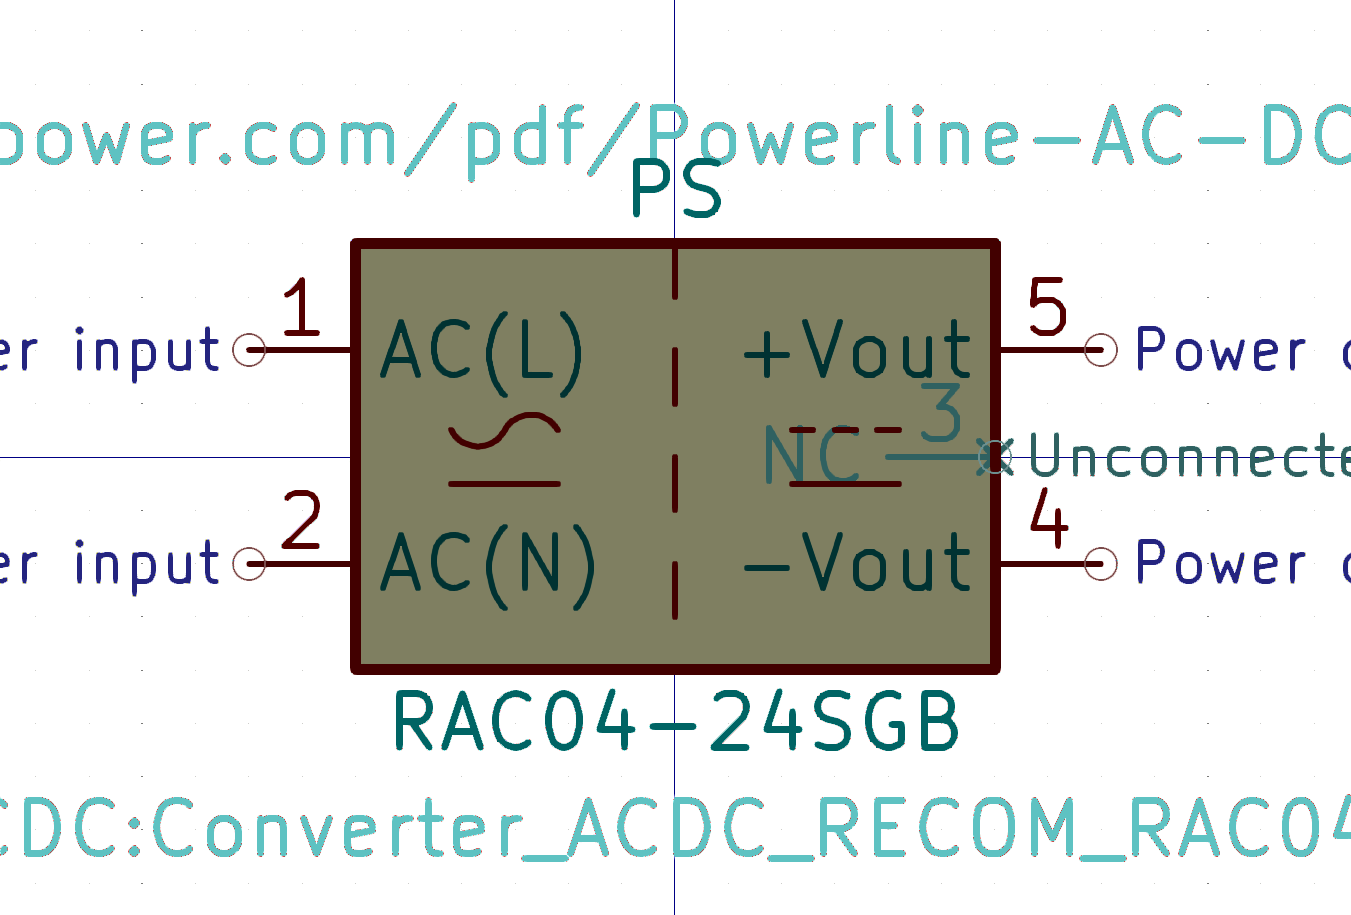 power.com/pdf/Powerline-AC-DC
PS
1 5
er input AC(L) +Vout Power
3
NC Unconnecte
2 4
er input AC(N) -Vout Power
RAC04-24SGB
CDC:Converter_ACDC_RECOM_RAC04